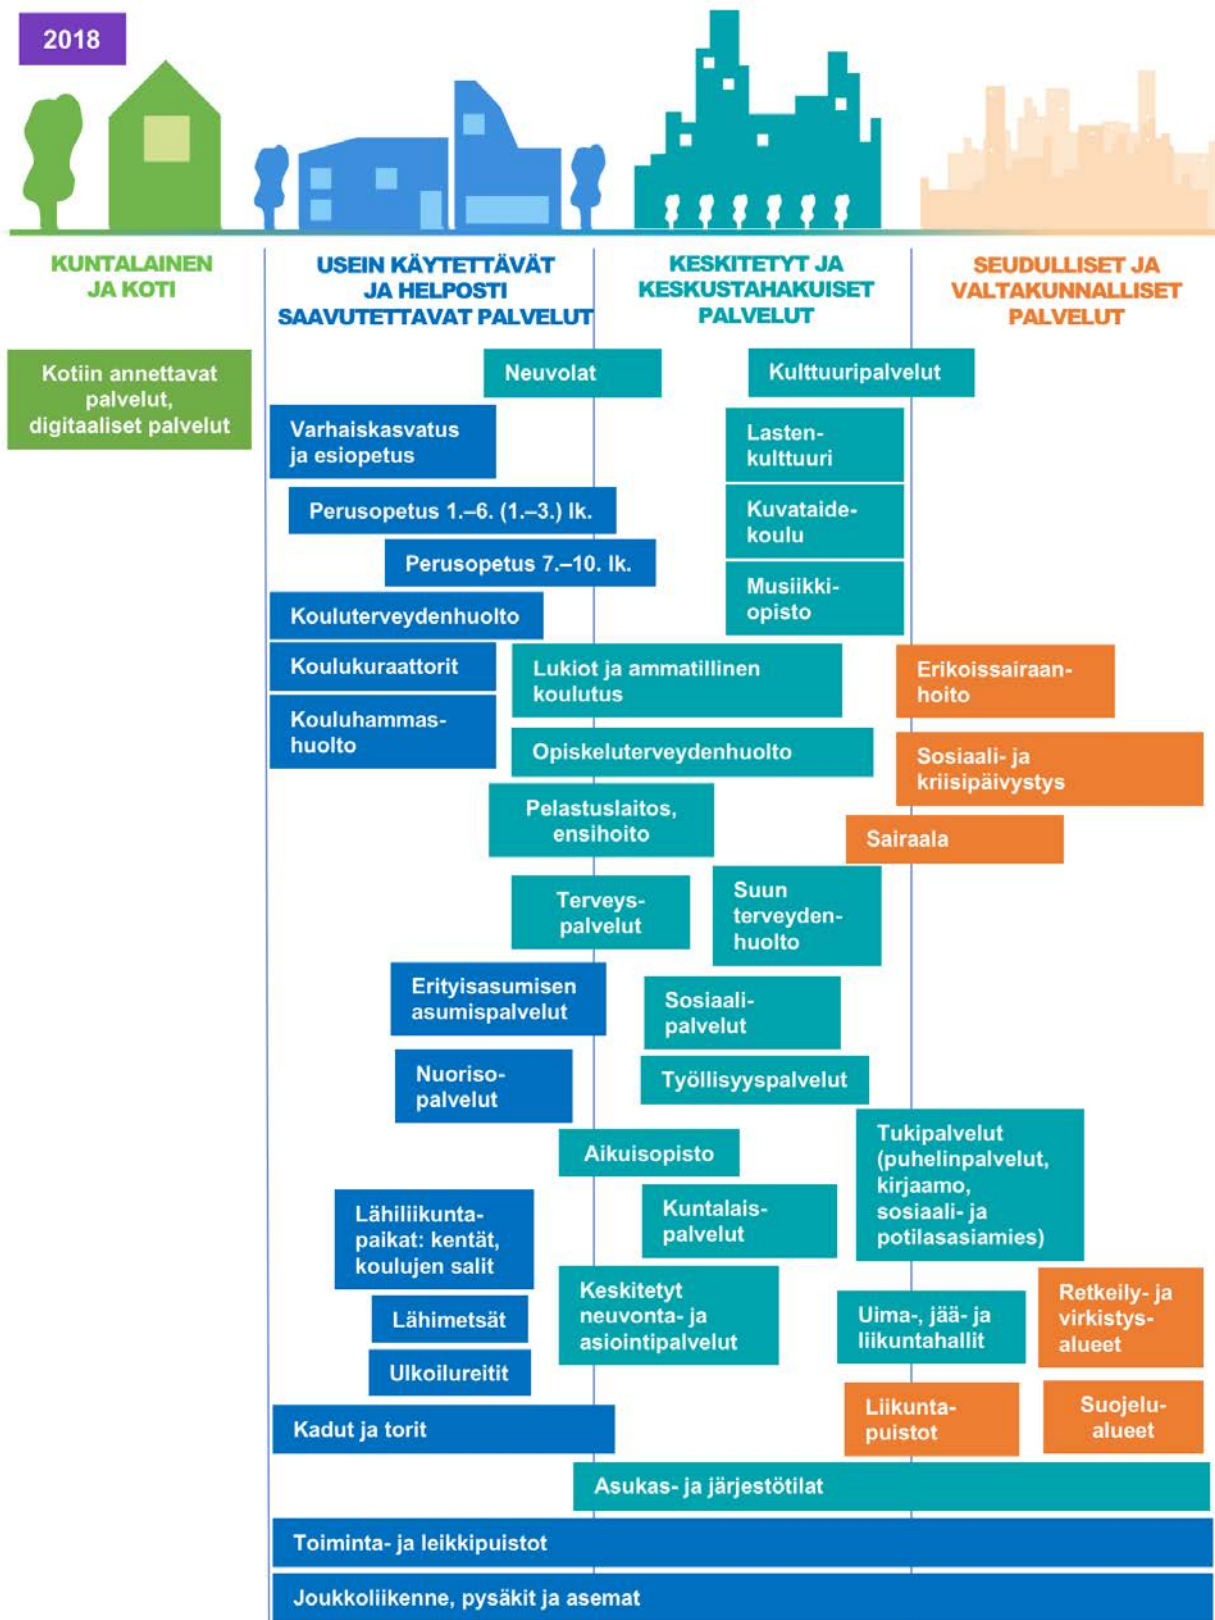 2018
KUNTALAINEN
JA KOTI
USEIN KÄYTETTÄVÄT
JA HELPOSTI
SAAVUTETTAVAT PALVELUT
KESKITETYT JA
KESKUSTAHAKUISET
PALVELUT
SEUDULLISET JA
VALTAKUNNALLISET
PALVELUT
Kotiin annettavat
palvelut,
digitaaliset palvelut
Neuvolat
Kulttuuripalvelut
Varhaiskasvatus
ja esiopetus
Lasten-
kulttuuri
Perusopetus 1.–6. (1.–3.) lk.
Kuvataide-
koulu
Perusopetus 7.–10. lk.
Musiikki-
opisto
Kouluterveydenhuolto
Koulukuraattorit
Lukiot ja ammatillinen
koulutus
Erikoissairaan-
hoito
Kouluhammas-
huolto
Opiskeluterveydenhuolto
Sosiaali- ja
kriisipäivystys
Pelastuslaitos,
ensihoito
Sairaala
Terveys-
palvelut
Suun
terveyden-
huolto
Erityisasumisen
asumispalvelut
Sosiaali-
palvelut
Nuoriso-
palvelut
Työllisyyspalvelut
Tukipalvelut
(puhelinpalvelut,
kirjaamo,
sosiaali- ja
potilasasiamies)
Aikuisopisto
Lähiliikunta-
paikat: kentät,
koulujen salit
Kuntalais-
palvelut
Keskitetyt
neuvonta- ja
asiointipalvelut
Uima-, jää- ja
liikuntahallit
Retkeily- ja
virkistys-
alueet
Lähimetsät
Ulkoilureitit
Liikunta-
puistot
Suojelu-
alueet
Kadut ja torit
Asukas- ja järjestötilat
Toiminta- ja leikkipuistot
Joukkoliikenne, pysäkit ja asemat